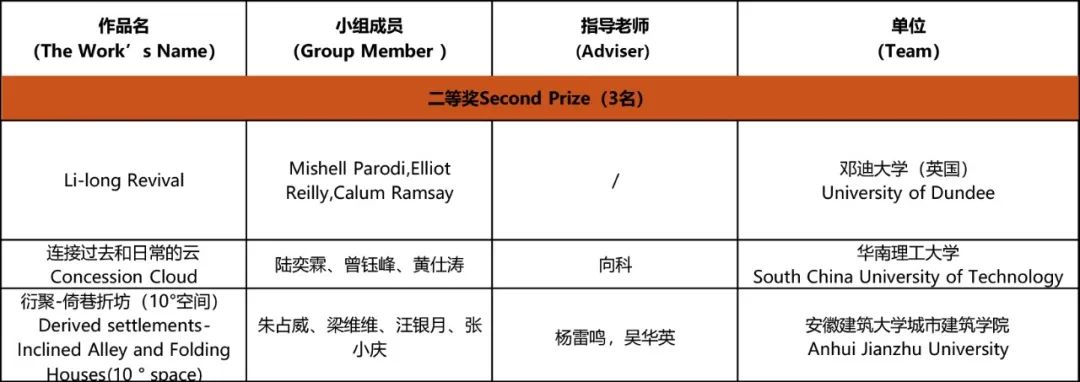 作品名
(The Work’s Name)
小组成员
(Group Member )
指导老师
(Adviser)
单位
(Team)
二等奖Second Prize（3名）
Li-long Revival
Mishell Parodi,Elliot
Reilly,Calum Ramsay
/
邓迪大学（英国）
University of Dundee
连接过去和日常的云
Concession Cloud
陆奕霖、曾钰峰、黄仕涛
向科
华南理工大学
South China University of Technology
衍聚-倚巷折坊（10°空间）
Derived settlements-
Inclined Alley and Folding
Houses(10 ° space)
朱占威、梁维维、汪银月、张
小庆
杨雷鸣，吴华英
安徽建筑大学城市建筑学院
Anhui Jianzhu University